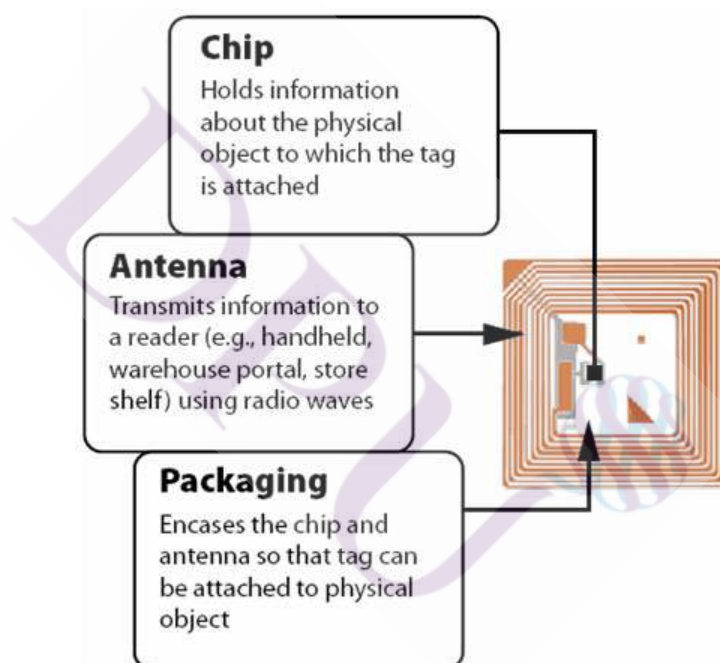 Chip
Holds information
about the physical
object to which the tag
is attached
Antenna
Transmits information to
a reader (e.g., handheld,
warehouse portal, store
shelf) using radio waves
Packaging
Encases the chip and
antenna so that tag can
be attached to physical
object
DPU